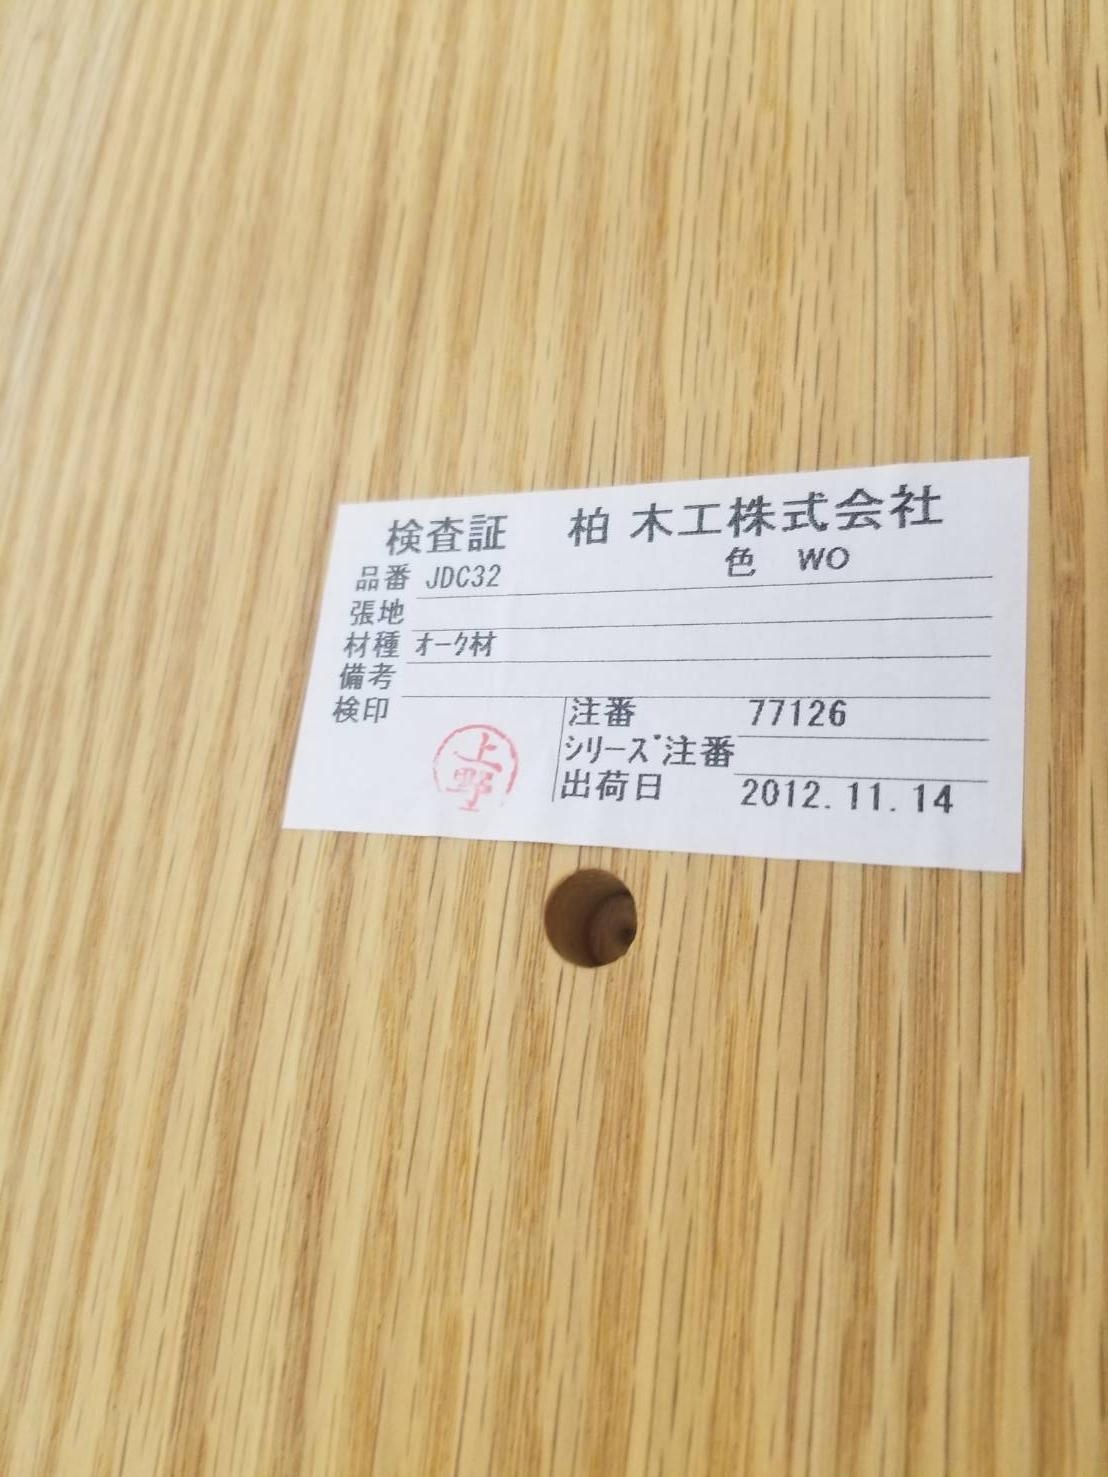 検査証 柏木工株式会社
品番 JDC32 色 WO
張地
材種 オーク材
備考
検印 上野
注番 77126
シリーズ注番
出荷日 2012.11.14